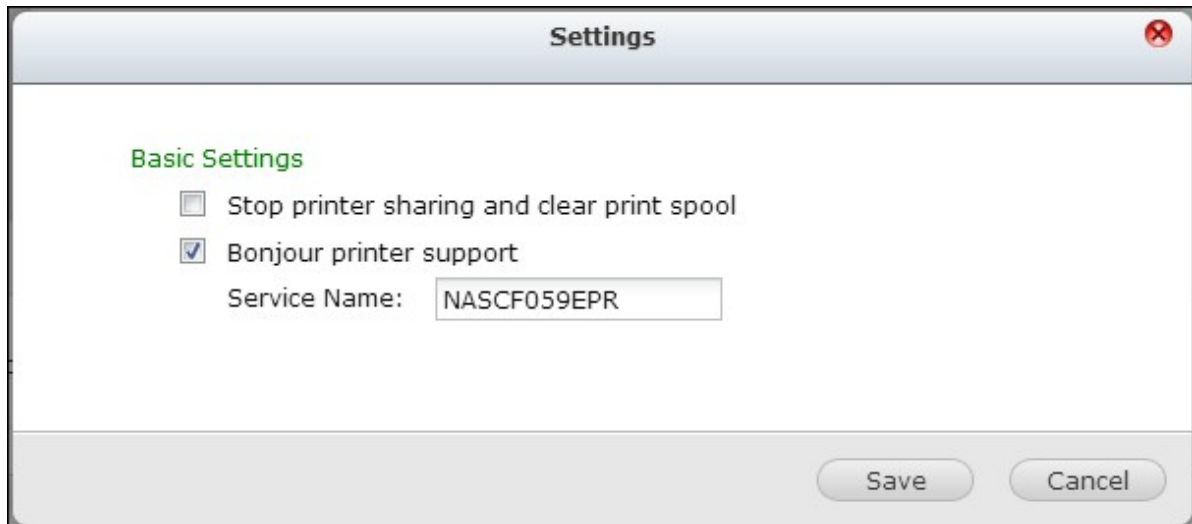 Settings
Basic Settings
Stop printer sharing and clear print spool
Bonjour printer support
Service Name: NASCF059EPR
Save Cancel